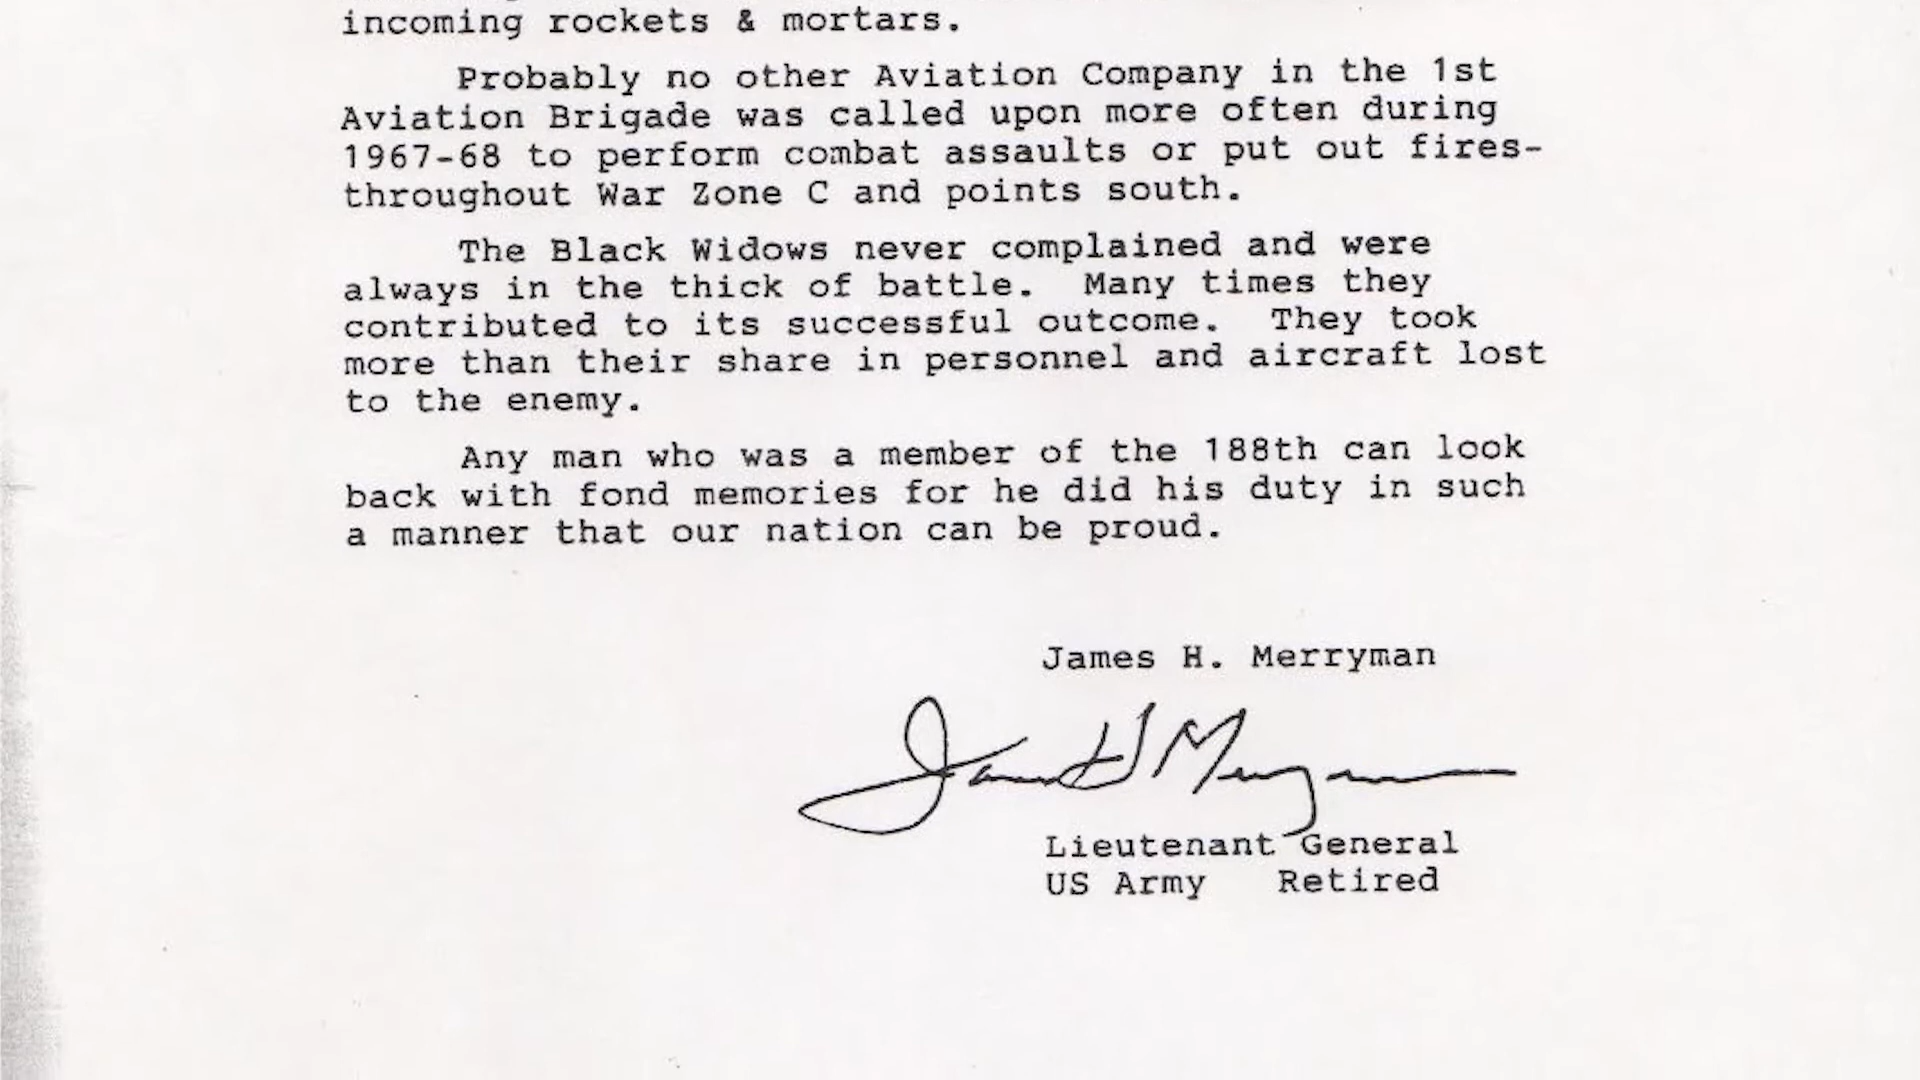 incoming rockets & mortars.
Probably no other Aviation Company in the 1st
Aviation Brigade was called upon more often during
1967-68 to perform combat assaults or put out fires-
throughout War Zone C and points south.
The Black Widows never complained and were
always in the thick of battle. Many times they
contributed to its successful outcome. They took
more than their share in personnel and aircraft lost
to the enemy.
Any man who was a member of the 188th can look
back with fond memories for he did his duty in such
a manner that our nation can be proud.
James H. Merryman
James H Merryman
Lieutenant General
US Army Retired